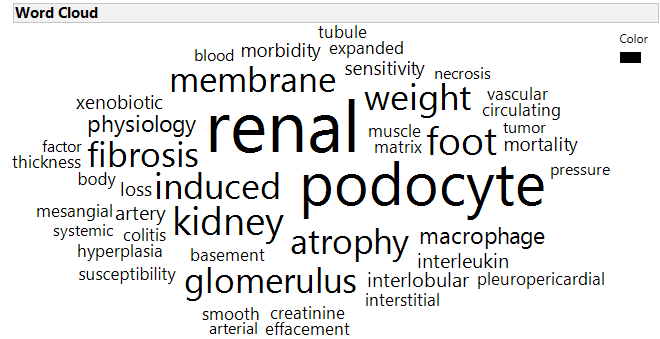 Word Cloud
tubule
Color
blood morbidity expanded
membrane sensitivity necrosis
xenobiotic renal weight vascular
circulating
physiology muscle foot tumor
factor fibrosis matrix mortality
thickness
body loss induced podocyte pressure
mesangial artery kidney
systemic colitis atrophy macrophage
hyperplasia basement interleukin
susceptibility glomerulus interlobular pleuropericardial
interstitial
smooth creatinine
arterial effacement